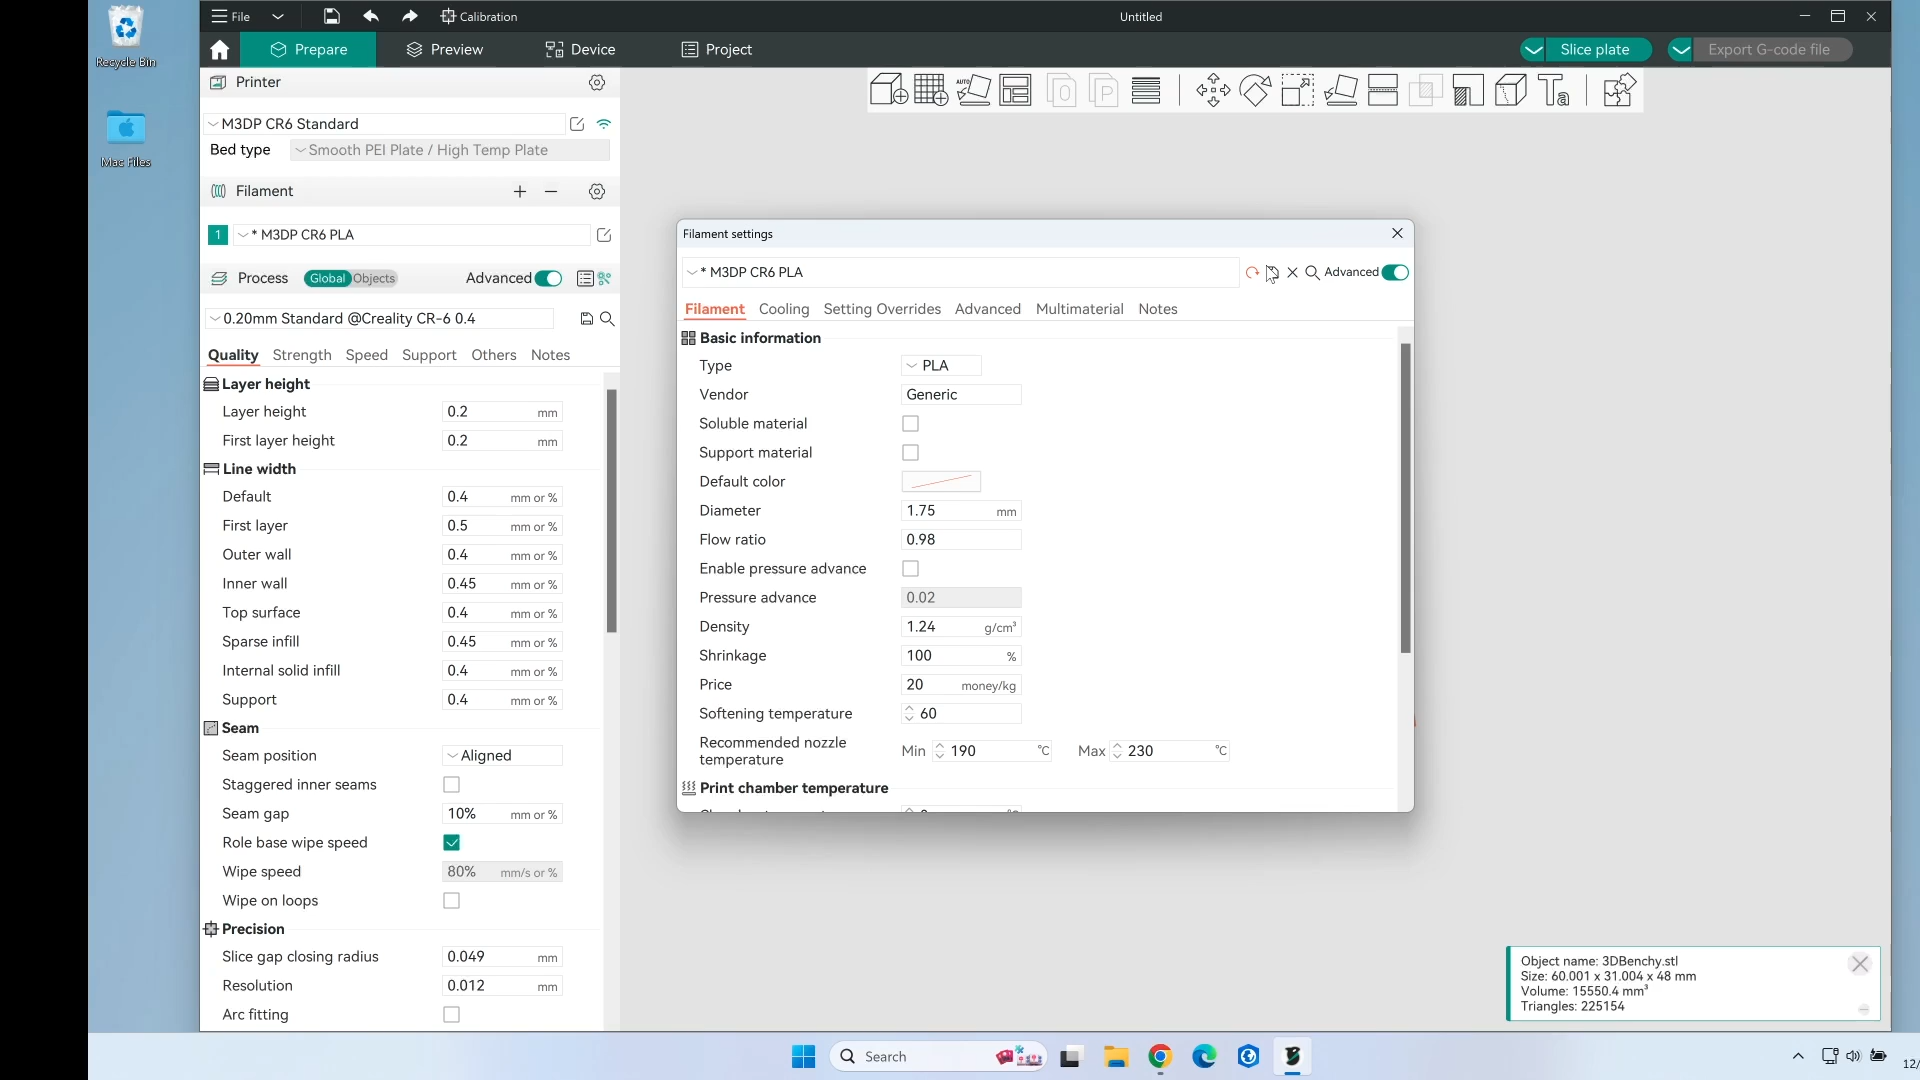 Recycle Bin
Mac Files
File
Calibration
Untitled
Prepare
Preview
Device
Project
Slice plate
Export G-code file
Printer
M3DP CR6 Standard
Bed type
Smooth PEI Plate / High Temp Plate
Filament
1
* M3DP CR6 PLA
Process
Global
Objects
Advanced
0.20mm Standard @Creality CR-6 0.4
Quality
Strength
Speed
Support
Others
Notes
Layer height
Layer height 0.2 mm
First layer height 0.2 mm
Line width
Default 0.4 mm or %
First layer 0.5 mm or %
Outer wall 0.4 mm or %
Inner wall 0.45 mm or %
Top surface 0.4 mm or %
Sparse infill 0.45 mm or %
Internal solid infill 0.4 mm or %
Support 0.4 mm or %
Seam
Seam position Aligned
Staggered inner seams
Seam gap 10% mm or %
Role base wipe speed
Wipe speed 80% mm/s or %
Wipe on loops
Precision
Slice gap closing radius 0.049 mm
Resolution 0.012 mm
Arc fitting
AUTO
O
P
Ta
Filament settings
* M3DP CR6 PLA
Advanced
Filament
Cooling
Setting Overrides
Advanced
Multimaterial
Notes
Basic information
Type PLA
Vendor Generic
Soluble material
Support material
Default color
Diameter 1.75 mm
Flow ratio 0.98
Enable pressure advance
Pressure advance 0.02
Density 1.24 g/cm³
Shrinkage 100 %
Price 20 money/kg
Softening temperature 60
Recommended nozzle
temperature
Min 190 °C Max 230 °C
Print chamber temperature
Object name: 3DBenchy.stl
Size: 60.001 x 31.004 x 48 mm
Volume: 15550.4 mm³
Triangles: 225154
Search
12/